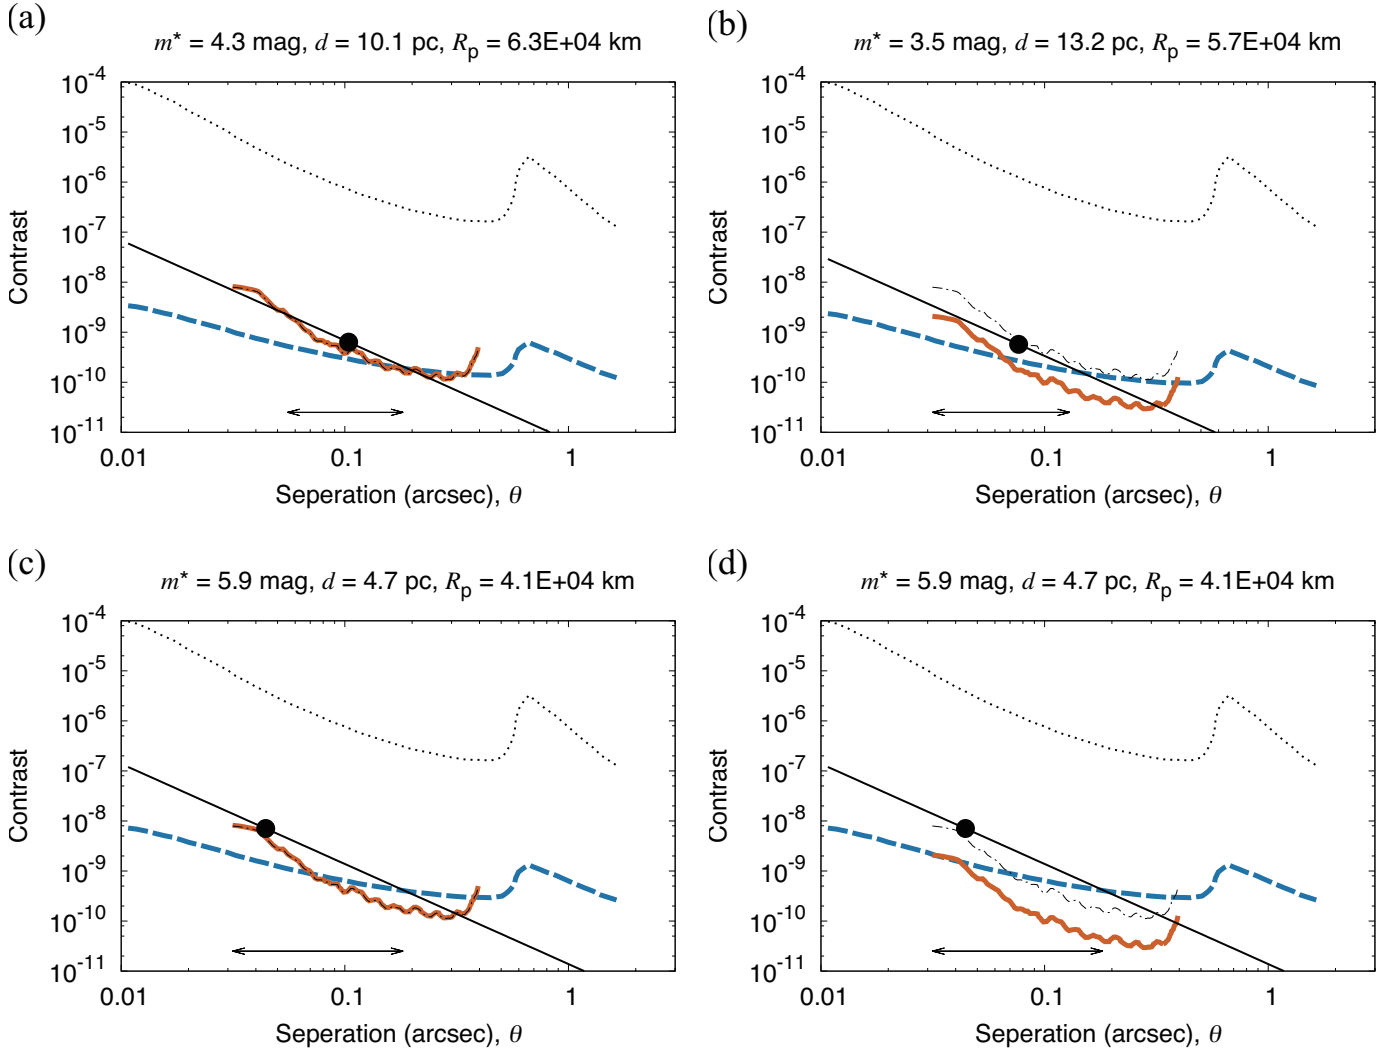 (a)
m* = 4.3 mag, d = 10.1 pc, Rp = 6.3E+04 km
10-4
10-5
10-6
10-7
10-8
10-9
10-10
10-11
Contrast
0.01 0.1 1
Seperation (arcsec), θ
(b)
m* = 3.5 mag, d = 13.2 pc, Rp = 5.7E+04 km
10-4
10-5
10-6
10-7
10-8
10-9
10-10
10-11
Contrast
0.01 0.1 1
Seperation (arcsec), θ
(c)
m* = 5.9 mag, d = 4.7 pc, Rp = 4.1E+04 km
10-4
10-5
10-6
10-7
10-8
10-9
10-10
10-11
Contrast
0.01 0.1 1
Seperation (arcsec), θ
(d)
m* = 5.9 mag, d = 4.7 pc, Rp = 4.1E+04 km
10-4
10-5
10-6
10-7
10-8
10-9
10-10
10-11
Contrast
0.01 0.1 1
Seperation (arcsec), θ